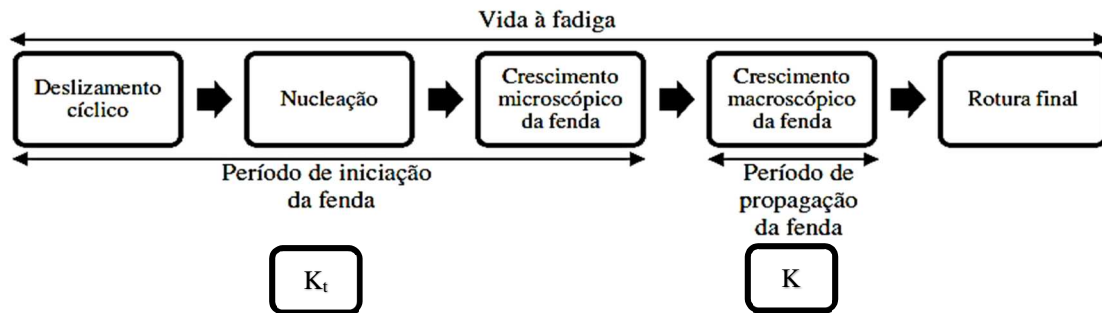 Vida à fadiga
Deslizamento
cíclico
Nucleação
Crescimento
microscópico
da fenda
Crescimento
macroscópico
da fenda
Rotura final
Período de iniciação
da fenda
Período de
propagação
da fenda
Kt
K